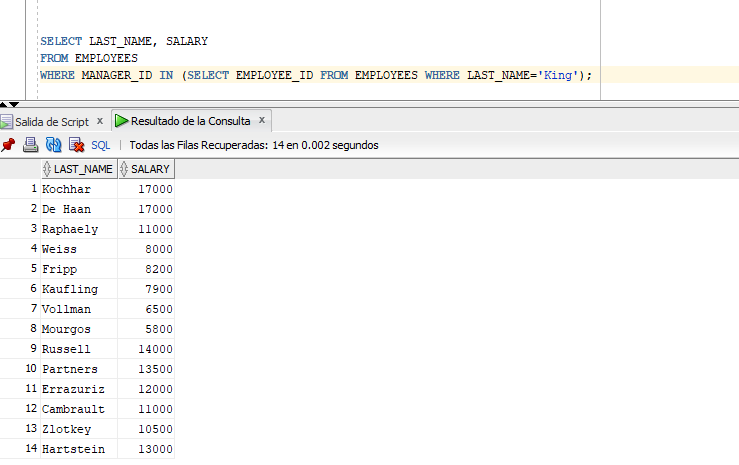 SELECT LAST_NAME, SALARY
FROM EMPLOYEES
WHERE MANAGER_ID IN (SELECT EMPLOYEE_ID FROM EMPLOYEES WHERE LAST_NAME='King');
Salida de Script x Resultado de la Consulta x
SQL Todas las Filas Recuperadas: 14 en 0.002 segundos
LAST_NAME SALARY
1 Kochhar 17000
2 De Haan 17000
3 Raphaely 11000
4 Weiss 8000
5 Fripp 8200
6 Kaufling 7900
7 Vollman 6500
8 Mourgos 5800
9 Russell 14000
10 Partners 13500
11 Errazuriz 12000
12 Cambrault 11000
13 Zlotkey 10500
14 Hartstein 13000